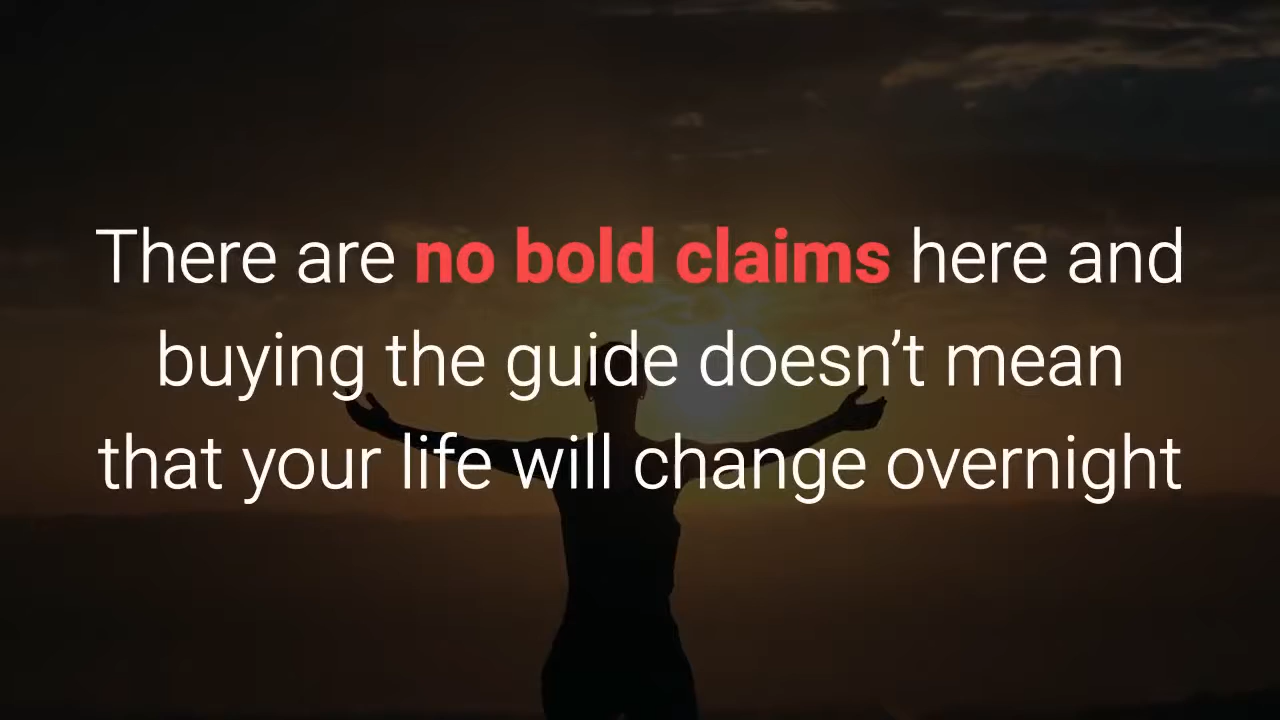 There are no bold claims here and
buying the guide doesn’t mean
that your life will change overnight